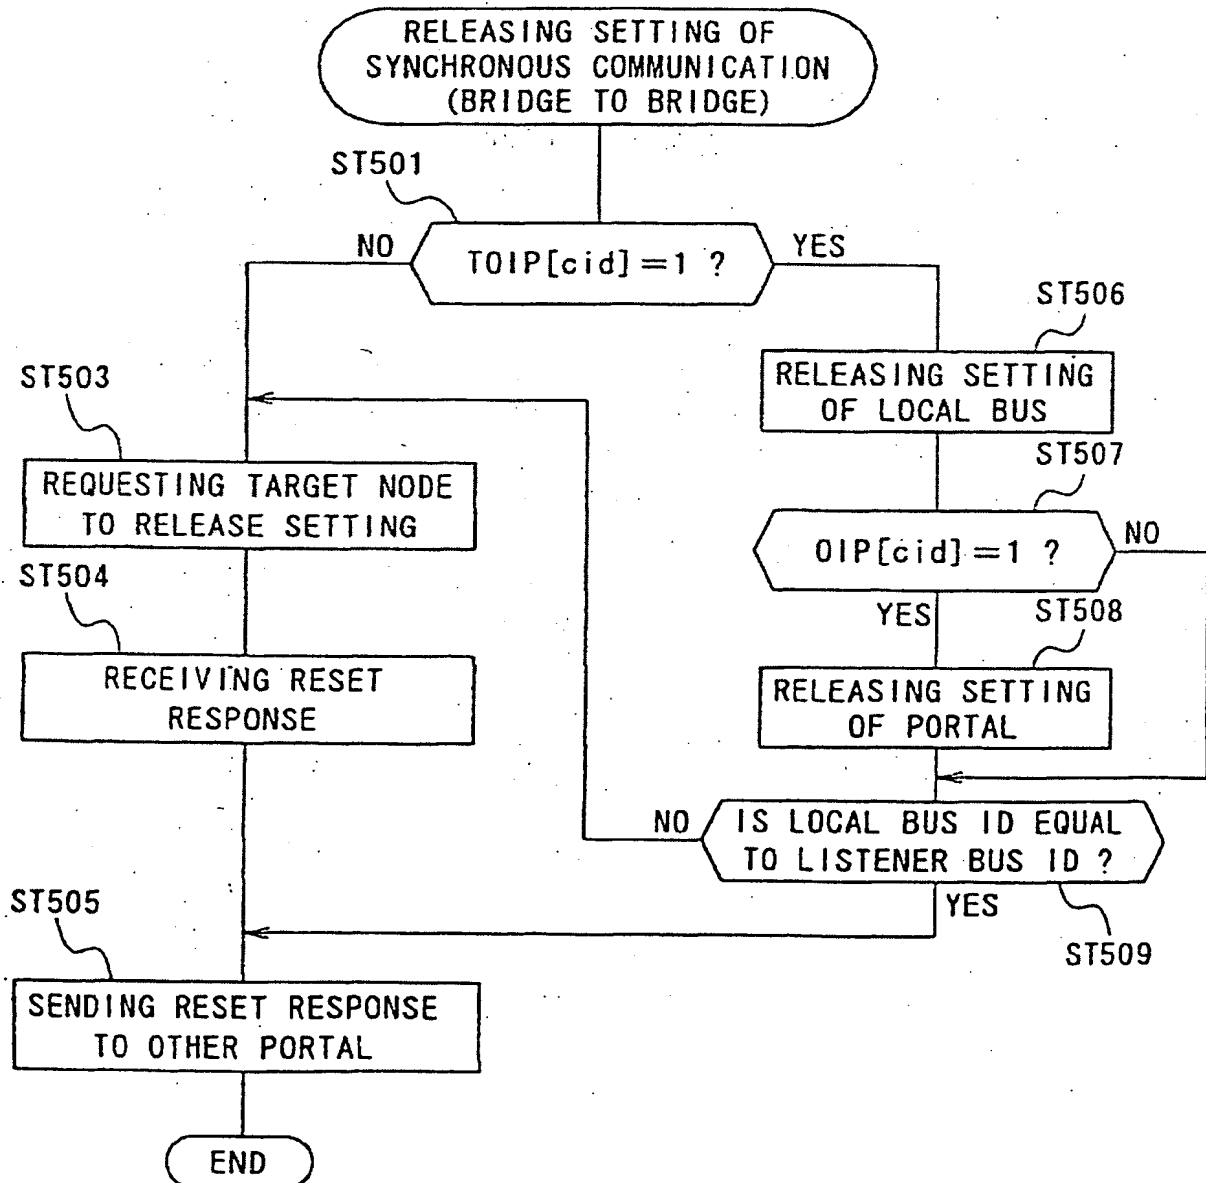 RELEASING SETTING OF
SYNCHRONOUS COMMUNICATION
(BRIDGE TO BRIDGE)
ST501
NO
TOIP[cid]=1 ?
YES
ST506
RELEASING SETTING
OF LOCAL BUS
ST503
ST507
REQUESTING TARGET NODE
TO RELEASE SETTING
OIP[cid]=1 ?
NO
ST504
YES
ST508
RECEIVING RESET
RESPONSE
RELEASING SETTING
OF PORTAL
NO
IS LOCAL BUS ID EQUAL
TO LISTENER BUS ID ?
ST505
YES
ST509
SENDING RESET RESPONSE
TO OTHER PORTAL
END